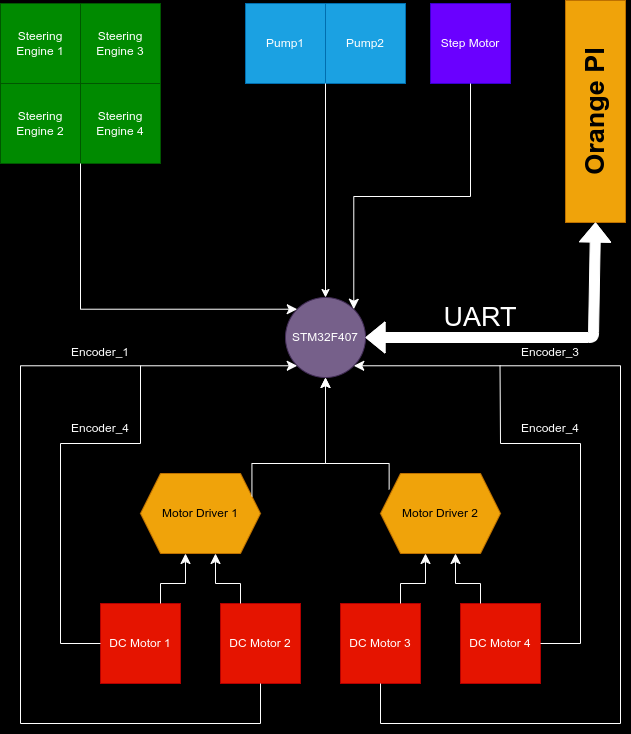 Steering
Engine 1
Steering
Engine 3
Steering
Engine 2
Steering
Engine 4
Pump1
Pump2
Step Motor
Orange PI
UART
STM32F407
Encoder_1
Encoder_3
Encoder_4
Encoder_4
Motor Driver 1
Motor Driver 2
DC Motor 1
DC Motor 2
DC Motor 3
DC Motor 4